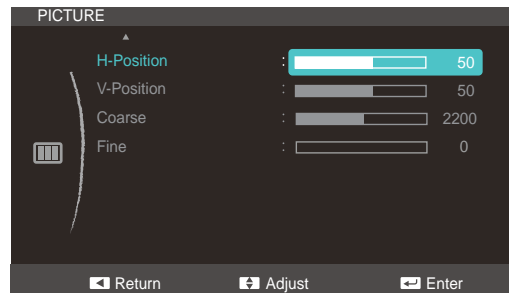 PICTURE
H-Position : 50
V-Position : 50
Coarse : 2200
Fine : 0
Return Adjust Enter